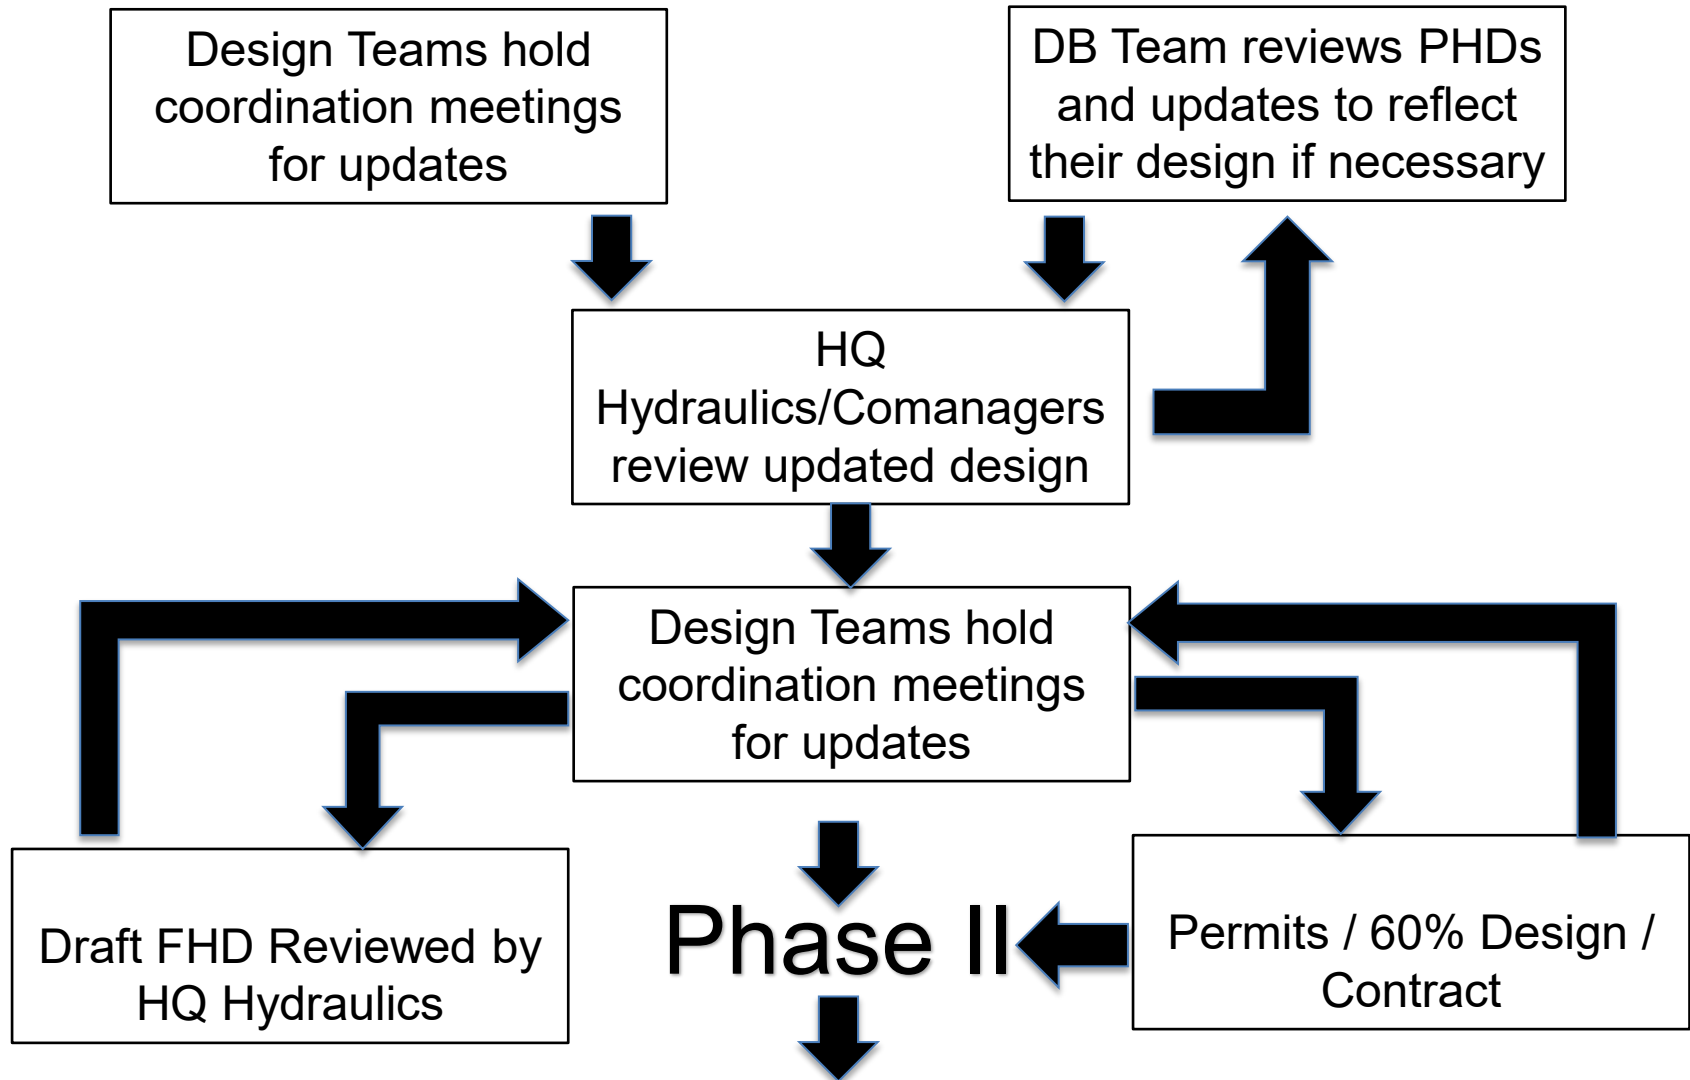 Design Teams hold
coordination meetings
for updates
DB Team reviews PHDs
and updates to reflect
their design if necessary
HQ
Hydraulics/Comanagers
review updated design
Design Teams hold
coordination meetings
for updates
Draft FHD Reviewed by
HQ Hydraulics
Phase II
Permits / 60% Design /
Contract